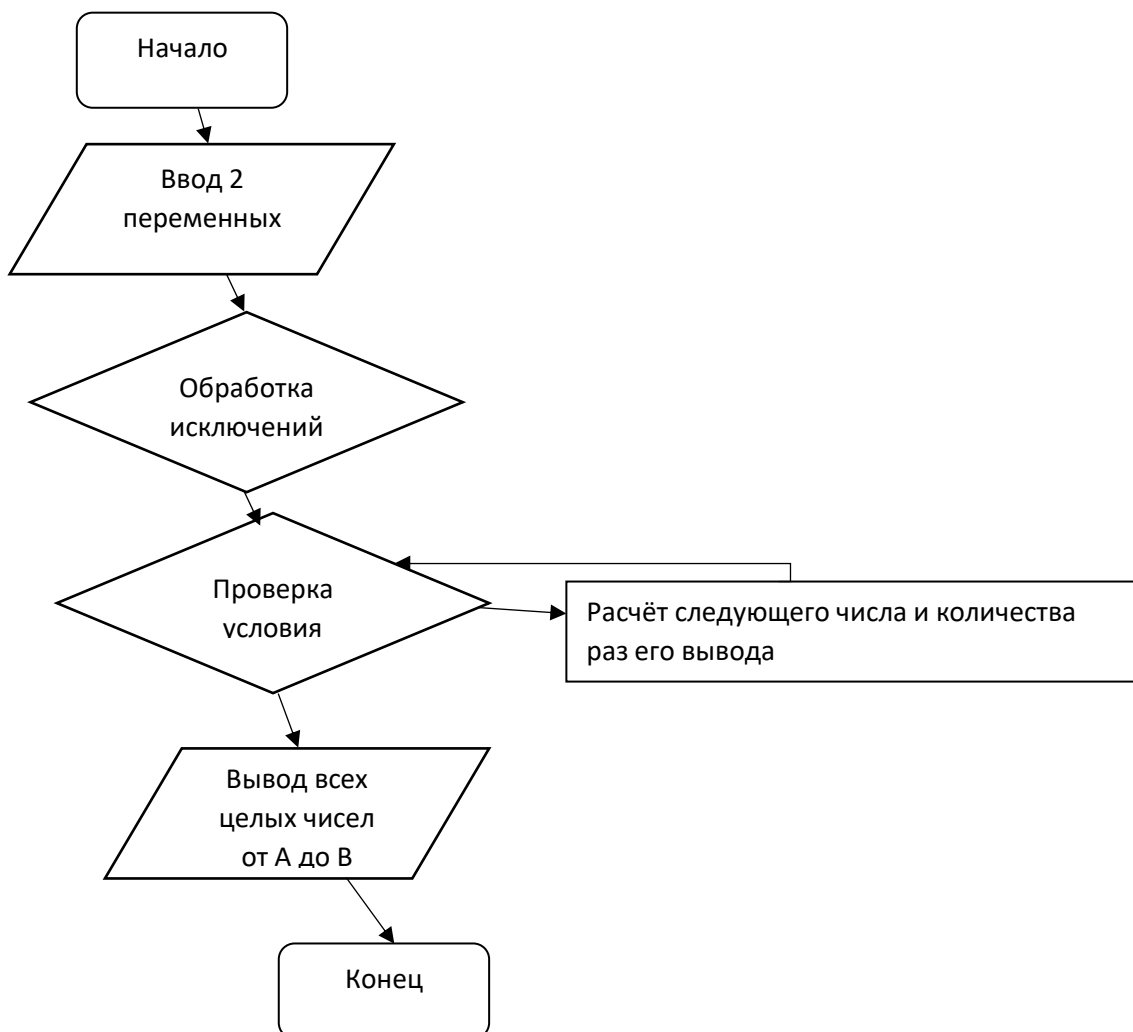 Начало
Ввод 2
переменных
Обработка
исключений
Проверка
условия
Расчёт следующего числа и количества
раз его вывода
Вывод всех
целых чисел
от A до B
Конец